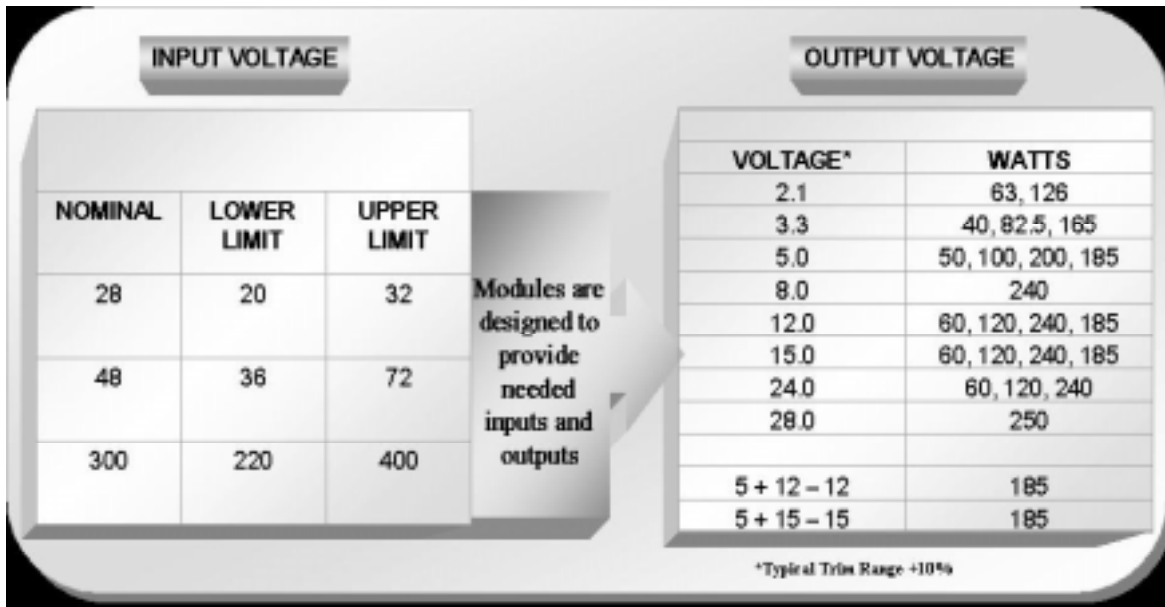 INPUT VOLTAGE
NOMINAL LOWER LIMIT UPPER LIMIT
28 20 32
48 36 72
300 220 400
Modules are
designed to
provide
needed
inputs and
outputs
OUTPUT VOLTAGE
VOLTAGE* WATTS
2.1 63, 126
3.3 40, 82.5, 165
5.0 50, 100, 200, 185
8.0 240
12.0 60, 120, 240, 185
15.0 60, 120, 240, 185
24.0 60, 120, 240
28.0 250
5 + 12 – 12 185
5 + 15 – 15 185
*Typical Trim Range +10%